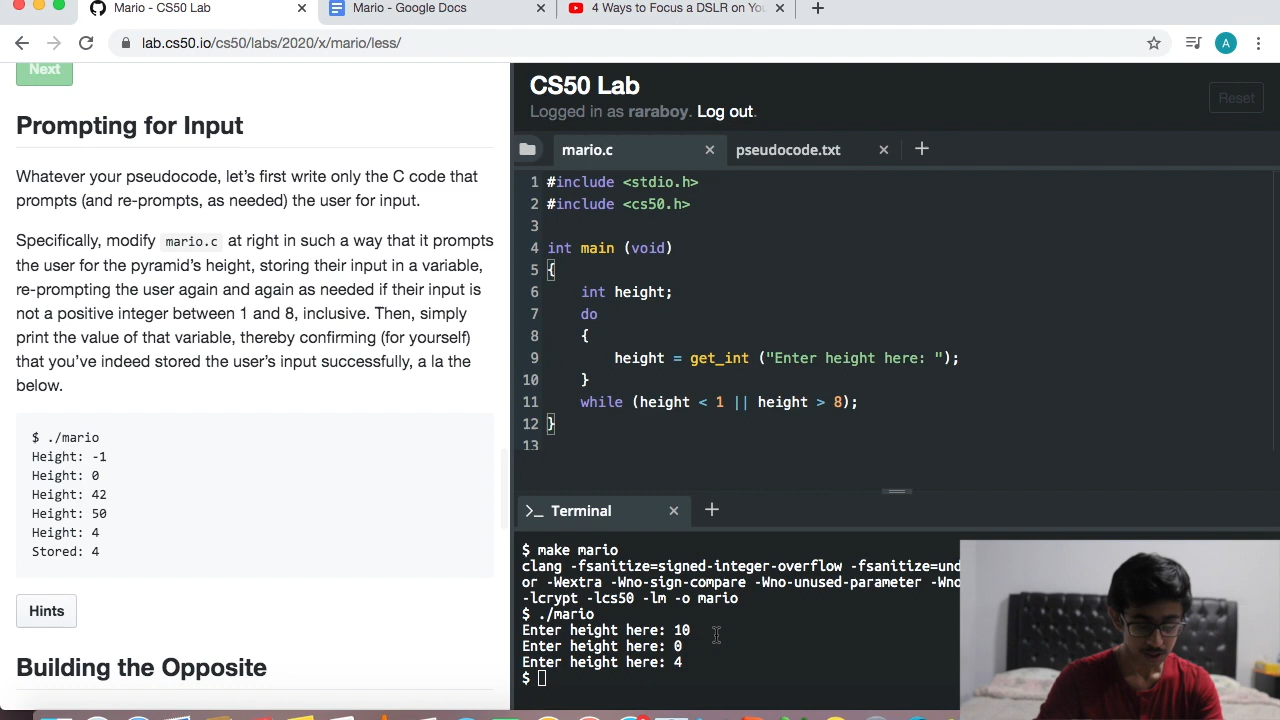 Mario - CS50 Lab
Mario - Google Docs
4 Ways to Focus a DSLR on You
lab.cs50.io/cs50/labs/2020/x/mario/less/
A
Next
Prompting for Input
Whatever your pseudocode, let’s first write only the C code that
prompts (and re-prompts, as needed) the user for input.
Specifically, modify mario.c at right in such a way that it prompts
the user for the pyramid’s height, storing their input in a variable,
re-prompting the user again and again as needed if their input is
not a positive integer between 1 and 8, inclusive. Then, simply
print the value of that variable, thereby confirming (for yourself)
that you’ve indeed stored the user’s input successfully, a la the
below.
$ ./mario
Height: -1
Height: 0
Height: 42
Height: 50
Height: 4
Stored: 4
Hints
Building the Opposite
CS50 Lab
Logged in as raraboy. Log out.
Reset
mario.c
pseudocode.txt
1 #include <stdio.h>
2 #include <cs50.h>
3
4 int main (void)
5 {
6 int height;
7 do
8 {
9 height = get_int ("Enter height here: ");
10 }
11 while (height < 1 || height > 8);
12 }
13
>_ Terminal
$ make mario
clang -fsanitize=signed-integer-overflow -fsanitize=und
or -Wextra -Wno-sign-compare -Wno-unused-parameter -Wno
-lcrypt -lcs50 -lm -o mario
$ ./mario
Enter height here: 10
Enter height here: 0
Enter height here: 4
$